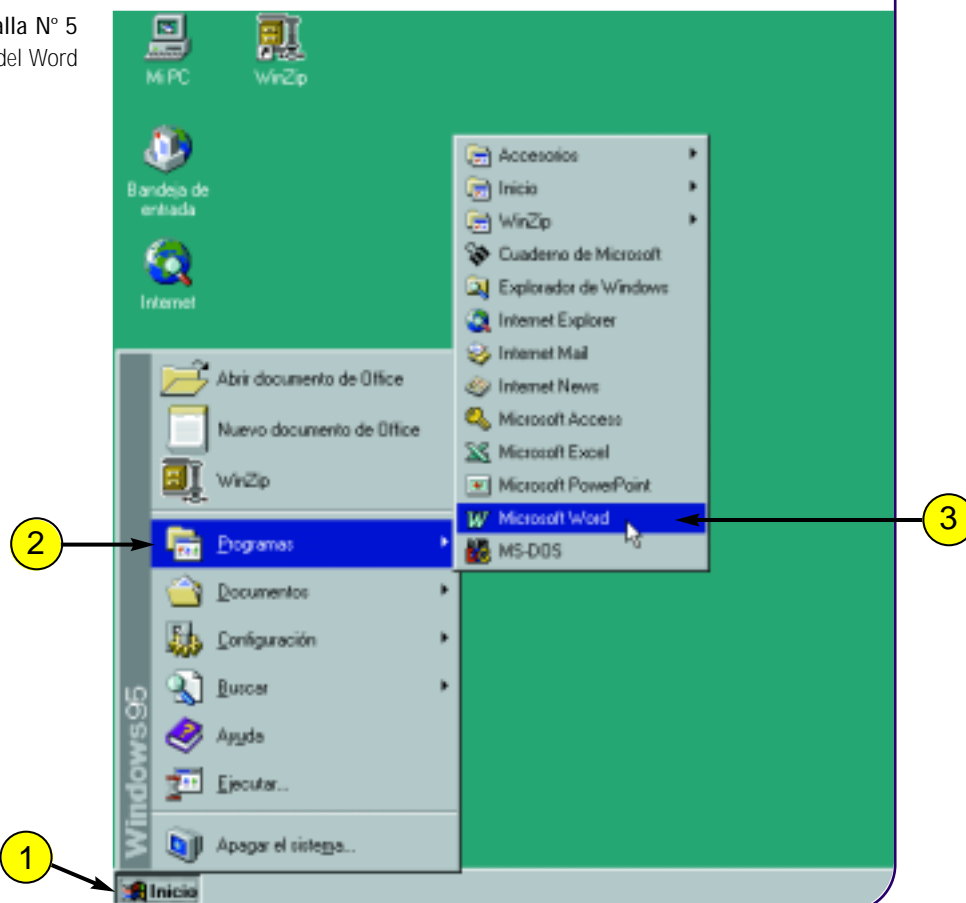 alla N° 5
del Word
Mi PC
WinZip
Bandeja de
entrada
Internet
Accesorios
Inicio
WinZip
Cuaderno de Microsoft
Explorador de Windows
Internet Explorer
Internet Mail
Internet News
Microsoft Access
Microsoft Excel
Microsoft PowerPoint
Microsoft Word
MS-DOS
3
Abrir documento de Office
Nuevo documento de Office
WinZip
2
Programas
Documentos
Configuración
Buscar
Ayuda
Ejecutar...
Apagar el sistema...
Windows95
1
Inicio